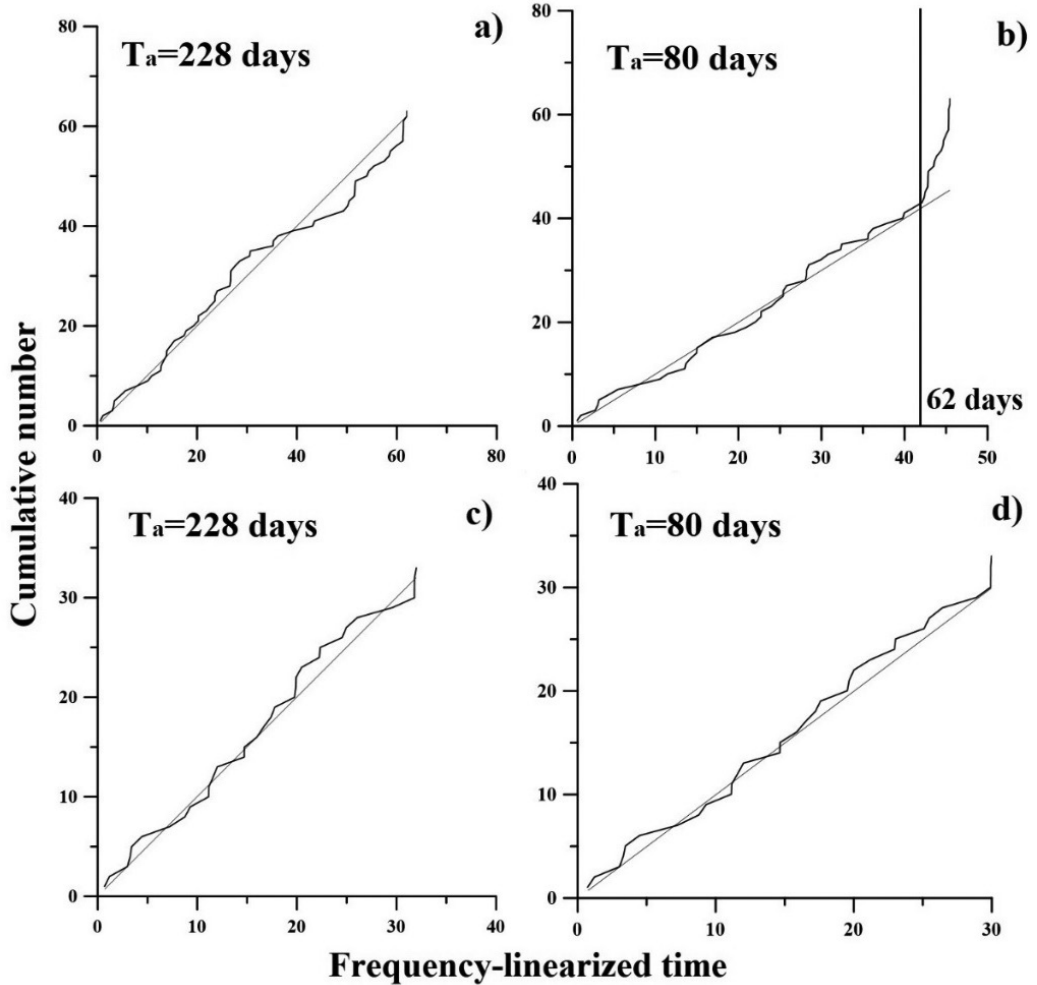 a)
Ta=228 days
80
60
40
20
0
0 20 40 60 80
b)
Ta=80 days
80
60
40
20
0
62 days
0 10 20 30 40 50
c)
Ta=228 days
40
30
20
10
0
0 10 20 30 40
d)
Ta=80 days
40
30
20
10
0
0 10 20 30
Cumulative number
Frequency-linearized time